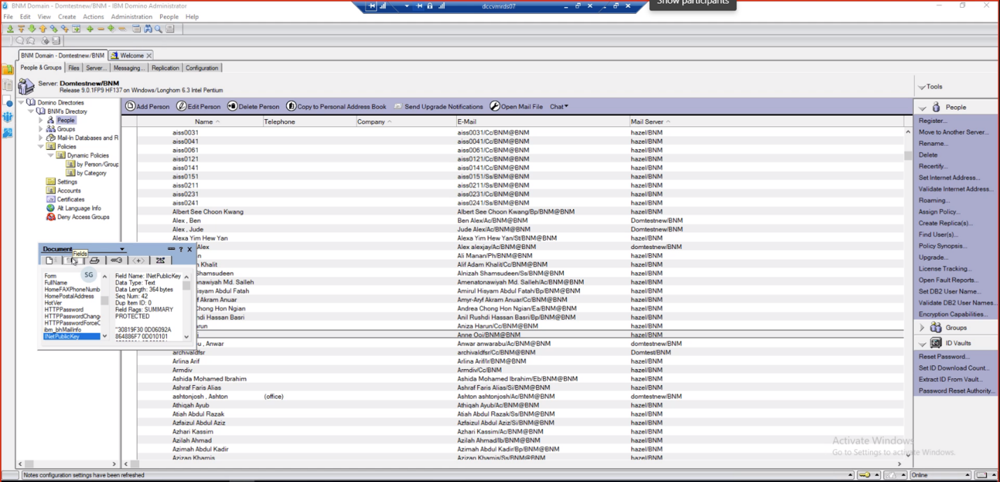 BNM Domain - Domtestnew/BNM - IBM Domino Administrator
dccvmrds07
Show participants
File Edit View Create Actions Administration People Help
BNM Domain - Domtestnew/BNM Welcome
People & Groups Files Server... Messaging... Replication Configuration
Server: Domtestnew/BNM
Release 9.0.1FP9 HF137 on Windows/Longhorn 6.3 Intel Pentium
Tools
Domino Directories
BNM's Directory
People
Groups
Mail-In Databases and R
Policies
Dynamic Policies
by Person/Group
by Category
Settings
Accounts
Certificates
Alt Language Info
Deny Access Groups
Add Person Edit Person Delete Person Copy to Personal Address Book Send Upgrade Notifications Open Mail File Chat
Name Telephone Company E-Mail Mail Server
aiss0031 aiss0031/Cc/BNM@BNM hazel/BNM
aiss0041 aiss0041/Cc/BNM@BNM hazel/BNM
aiss0061 aiss0061/Cc/BNM@BNM hazel/BNM
aiss0121 aiss0121/Cc/BNM@BNM hazel/BNM
aiss0141 aiss0141/Cc/BNM@BNM hazel/BNM
aiss0151 aiss0151/Ss/BNM@BNM hazel/BNM
aiss0211 aiss0211/Ss/BNM@BNM hazel/BNM
aiss0231 aiss0231/Cc/BNM@BNM hazel/BNM
aiss0241 aiss0241/Ss/BNM@BNM hazel/BNM
Albert See Choon Kwang Albert See Choon Kwang/Bp/BNM@BNM hazel/BNM
Alex , Ben Ben Alex/Ac/BNM@BNM Domtestnew/BNM
Alex , Jude Jude Alex/Ac/BNM@BNM Domtestnew/BNM
Alexa Yim Hew Yan Alexa Yim Hew Yan/St/BNM@BNM hazel/BNM
Alex Alex alexjay/Ac/BNM@BNM domtestnew/BNM
n Ali Manan/Ph/BNM@BNM hazel/BNM
n Khalit Alif Adam Khalit/Cc/BNM@BNM hazel/BNM
Shamsudeen Alnizah Shamsudeen/Ss/BNM@BNM hazel/BNM
nawiyah Md. Salleh Amenatonawiyah Md. Salleh/Ac/BNM@BNM hazel/BNM
isyam Abdul Fatah Amirul Hisyam Abdul Fatah/Bp/BNM@BNM hazel/BNM
f Akram Anuar Amyr-Aryf Akram Anuar/Cc/BNM@BNM hazel/BNM
Chong Hon Ngian Andrea Chong Hon Ngian/Ea/BNM@BNM hazel/BNM
hdi Hassan Basri Anil Rushdi Hassan Basri/Bp/BNM@BNM hazel/BNM
arun Aniza Harun/Cc/BNM@BNM hazel/BNM
i Anne Ooi/BNM@BNM hazel/BNM
u , Anwar Anwar anwarabu/Ac/BNM@BNM domtestnew/BNM
archivaldfsr archivaldfsr/Cc/BNM@BNM Domtest/BNM
Arlina Arif Arlina Arif/Ir/BNM@BNM hazel/BNM
Armdiv Armdiv/Cc/BNM hazel/BNM
Ashida Mohamed Ibrahim Ashida Mohamed Ibrahim/Eb/BNM@BNM hazel/BNM
Ashraf Faris Alias Ashraf Faris Alias/Si/BNM@BNM hazel/BNM
ashtonjosh , Ashton (office) Ashton ashtonjosh/Ac/BNM@BNM domtestnew/BNM
Athiqah Ayub Athiqah Ayub/Ac/BNM@BNM hazel/BNM
Atiah Abdul Razak Atiah Abdul Razak/Ss/BNM@BNM hazel/BNM
Azfaizul Abdul Aziz Azfaizul Abdul Aziz/Si/BNM@BNM hazel/BNM
Azhari Kassim Azhari Kassim/Ac/BNM@BNM hazel/BNM
Azilah Ahmad Azilah Ahmad/Ib/BNM@BNM hazel/BNM
Azimah Abdul Kadir Azimah Abdul Kadir/Bp/BNM@BNM hazel/BNM
Azizan Khamis Azizan Khamis/Ss/BNM@BNM hazel/BNM
Document
Fields
SG
Form
FullName
HomeFAXPhoneNumb
HomePostalAddress
HotVer
HTTPPassword
HTTPPasswordChang
HTTPPasswordForceC
ibm_bhMailInfo
INetPublicKey
Field Name: INetPublicKey
Data Type: Text
Data Length: 364 bytes
Seq Num: 42
Dup Item ID: 0
Field Flags: SUMMARY
PROTECTED
"30819F30 0D06092A
864886F7 0D010101
People
Register...
Move to Another Server...
Rename...
Delete
Recertify...
Set Internet Address...
Validate Internet Address...
Roaming...
Assign Policy...
Create Replica(s)...
Find User(s)...
Policy Synopsis...
Upgrade...
License Tracking...
Open Fault Reports...
Set DB2 User Name...
Validate DB2 User Names...
Encryption Capabilities...
Groups
ID Vaults
Reset Password...
Set ID Download Count...
Extract ID From Vault...
Password Reset Authority...
Activate Windows
Go to Settings to activate Windows.
Notes configuration settings have been refreshed
Online